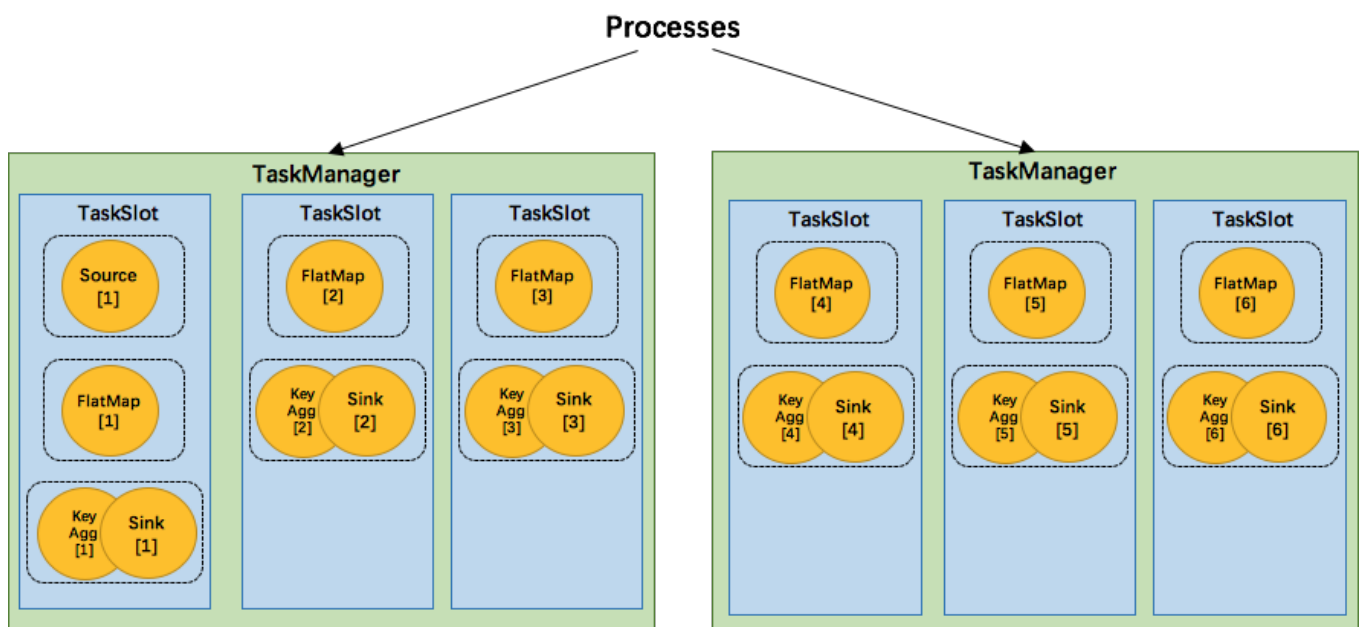 Processes
TaskManager
TaskSlot
Source
[1]
FlatMap
[1]
Key
Agg
[1]
Sink
[1]
TaskSlot
FlatMap
[2]
Key
Agg
[2]
Sink
[2]
TaskSlot
FlatMap
[3]
Key
Agg
[3]
Sink
[3]
TaskManager
TaskSlot
FlatMap
[4]
Key
Agg
[4]
Sink
[4]
TaskSlot
FlatMap
[5]
Key
Agg
[5]
Sink
[5]
TaskSlot
FlatMap
[6]
Key
Agg
[6]
Sink
[6]